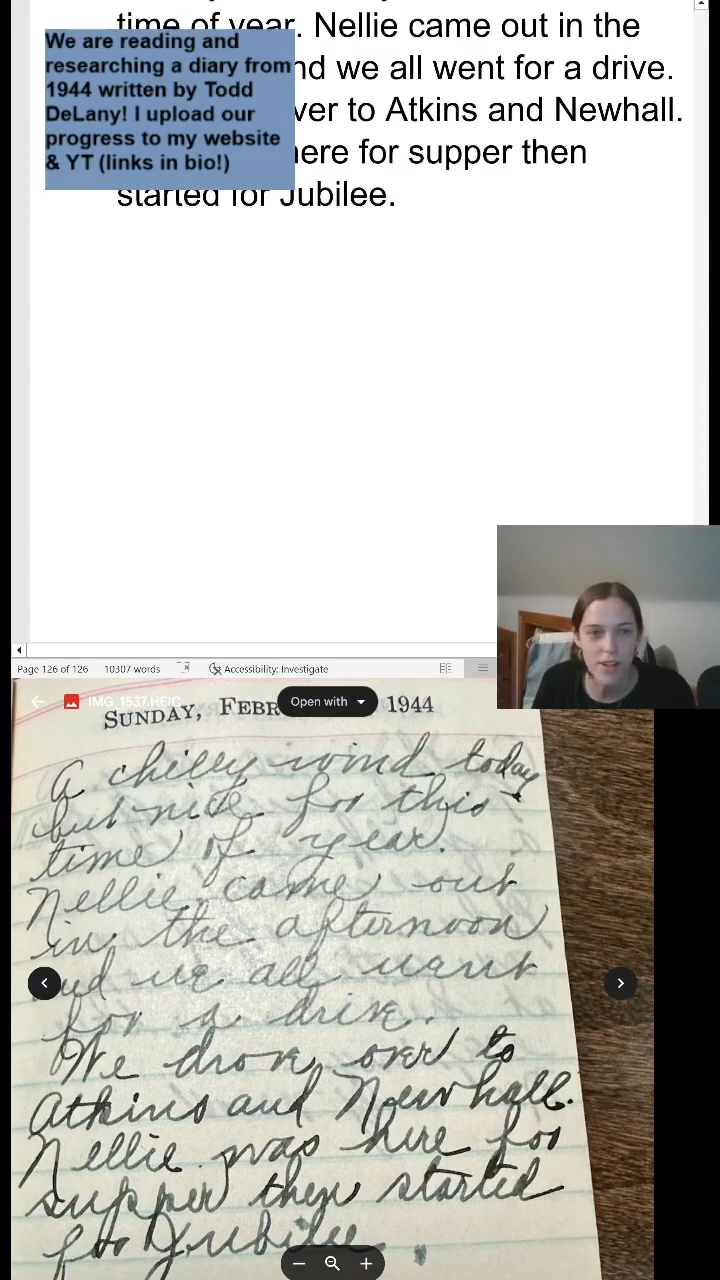 time of year. Nellie came out in the
We are reading and
researching a diary from
1944 written by Todd
DeLany! I upload our
progress to my website
& YT (links in bio!)
nd we all went for a drive.
ver to Atkins and Newhall.
here for supper then
started for Jubilee.
Page 126 of 126 10307 words Accessibility: Investigate
IMG_1537.HEIC
Open with
SUNDAY, FEBR 1944
A chilly wind today
but nice for this
time of year.
Nellie came out
in the afternoon
and we all went
for a drive.
We drove over to
Atkins and Newhall.
Nellie was here for
supper then started
for Jubilee.